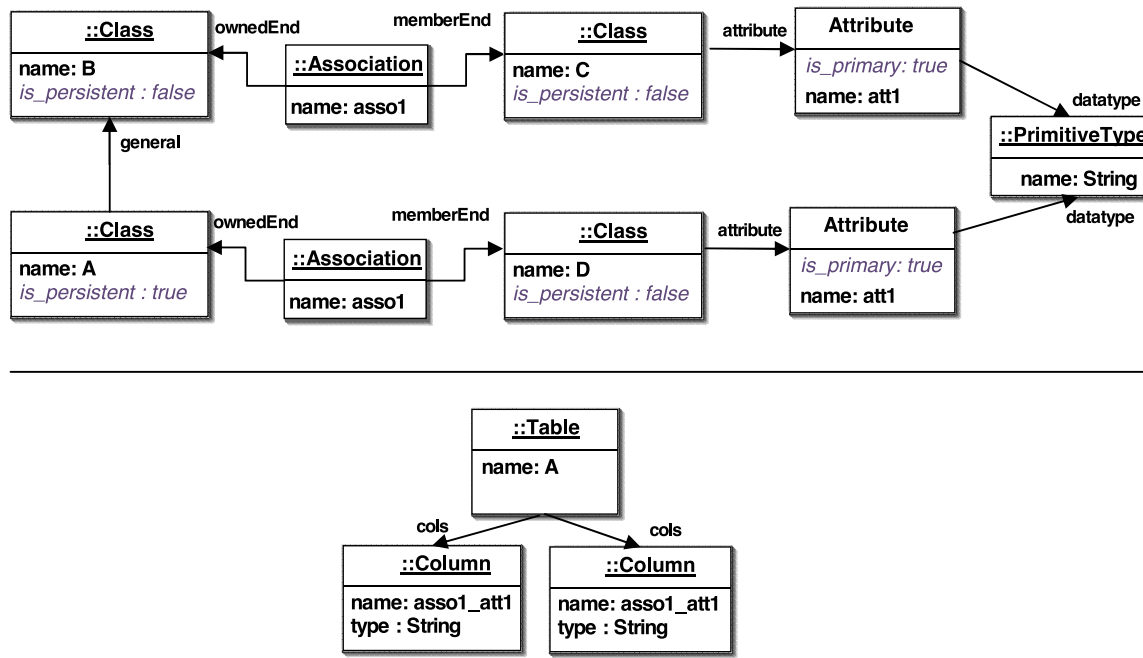 ::Class
name: B
is_persistent : false
ownedEnd
::Association
name: asso1
memberEnd
::Class
name: C
is_persistent : false
attribute
Attribute
is_primary: true
name: att1
datatype
::PrimitiveType
name: String
datatype
general
::Class
name: A
is_persistent : true
ownedEnd
::Association
name: asso1
memberEnd
::Class
name: D
is_persistent : false
attribute
Attribute
is_primary: true
name: att1
::Table
name: A
cols
cols
::Column
name: asso1_att1
type : String
::Column
name: asso1_att1
type : String